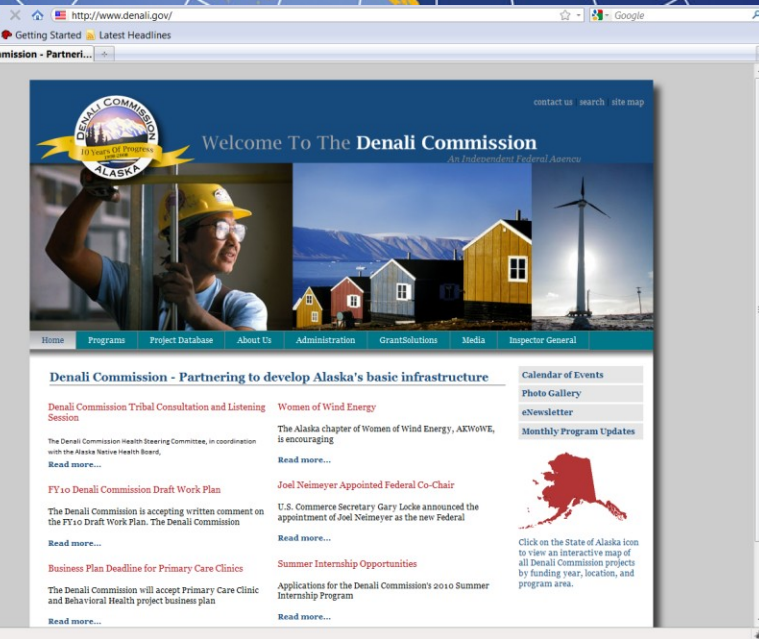 http://www.denali.gov/
Google
Getting Started Latest Headlines
mission - Partneri...
contact us search site map
DENALI COMMISSION
10 Years Of Progress
1998-2008
ALASKA
Welcome To The Denali Commission
An Independent Federal Agency
Home Programs Project Database About Us Administration GrantSolutions Media Inspector General
Denali Commission - Partnering to develop Alaska's basic infrastructure
Denali Commission Tribal Consultation and Listening
Session
The Denali Commission Health Steering Committee, in coordination
with the Alaska Native Health Board,
Read more...
FY10 Denali Commission Draft Work Plan
The Denali Commission is accepting written comment on
the FY10 Draft Work Plan. The Denali Commission
Read more...
Business Plan Deadline for Primary Care Clinics
The Denali Commission will accept Primary Care Clinic
and Behavioral Health project business plan
Read more...
Women of Wind Energy
The Alaska chapter of Women of Wind Energy, AKWoWE,
is encouraging
Read more...
Joel Neimeyer Appointed Federal Co-Chair
U.S. Commerce Secretary Gary Locke announced the
appointment of Joel Neimeyer as the new Federal
Read more...
Summer Internship Opportunities
Applications for the Denali Commission's 2010 Summer
Internship Program
Read more...
Calendar of Events
Photo Gallery
eNewsletter
Monthly Program Updates
Click on the State of Alaska icon
to view an interactive map of
all Denali Commission projects
by funding year, location, and
program area.